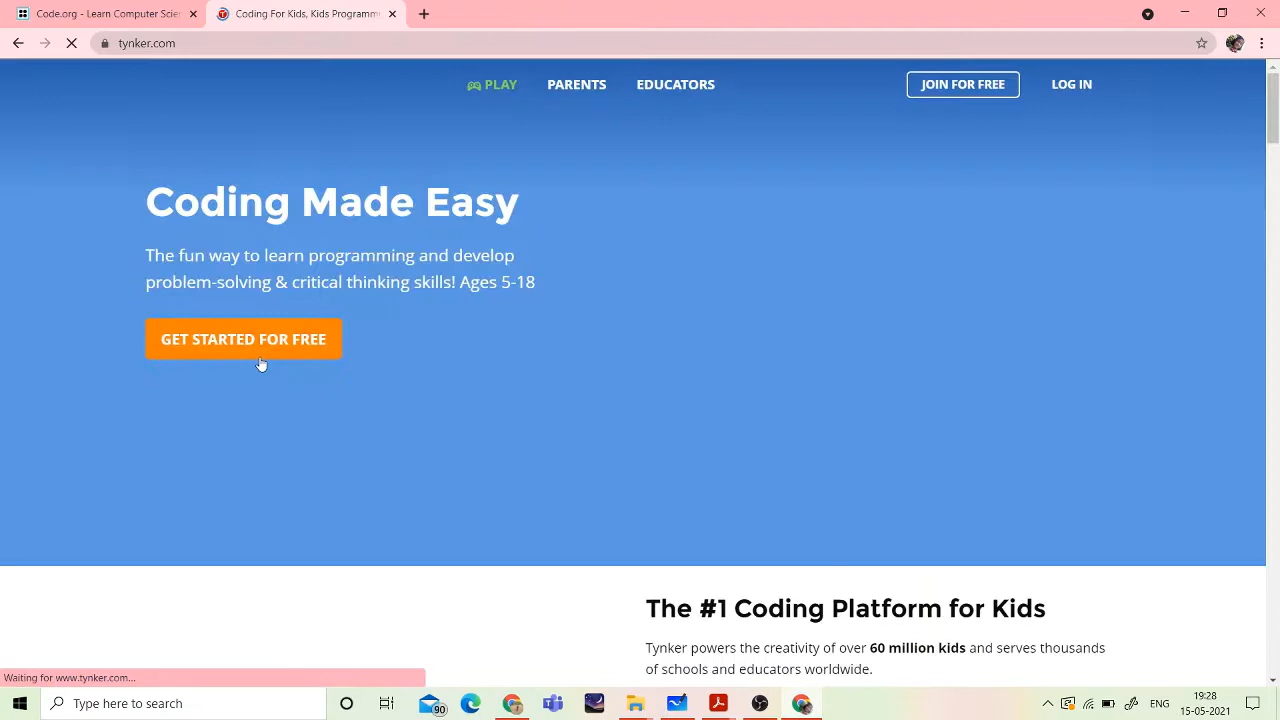 Code.org - Learn Computer Scien
Coding For Kids, Kids Programm
tynker.com
PLAY
PARENTS
EDUCATORS
JOIN FOR FREE
LOG IN
Coding Made Easy
The fun way to learn programming and develop
problem-solving & critical thinking skills! Ages 5-18
GET STARTED FOR FREE
The #1 Coding Platform for Kids
Tynker powers the creativity of over 60 million kids and serves thousands
of schools and educators worldwide.
Waiting for www.tynker.com...
Type here to search
90
ENG
19:28
15-05-2021